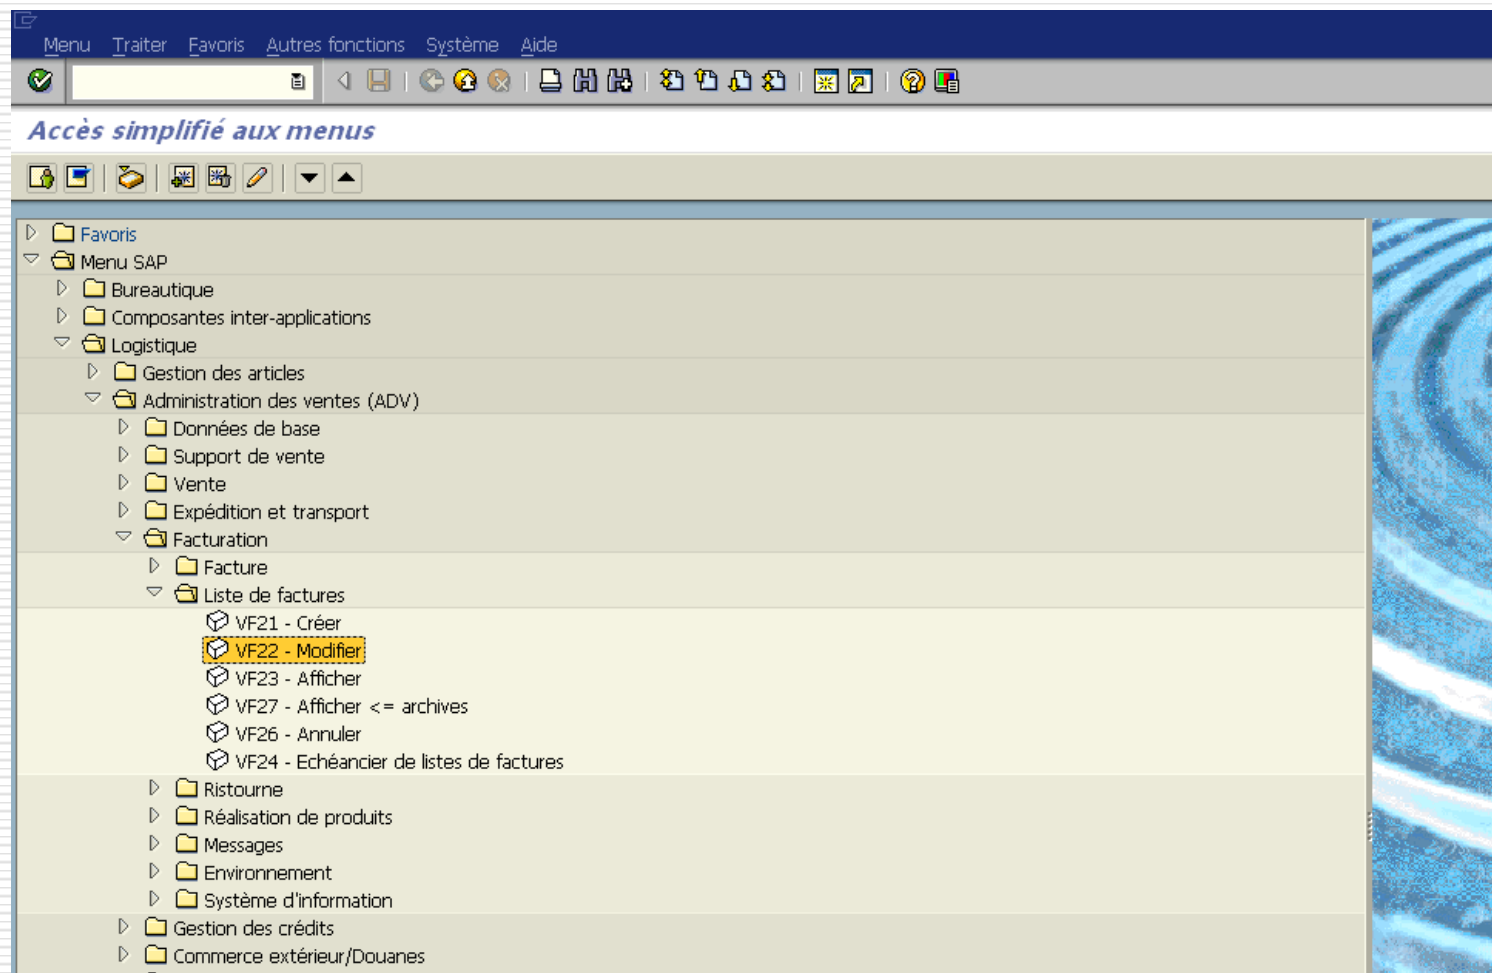 Menu Traiter Favoris Autres fonctions Système Aide
Accès simplifié aux menus
Favoris
Menu SAP
Bureautique
Composantes inter-applications
Logistique
Gestion des articles
Administration des ventes (ADV)
Données de base
Support de vente
Vente
Expédition et transport
Facturation
Facture
Liste de factures
VF21 - Créer
VF22 - Modifier
VF23 - Afficher
VF27 - Afficher <= archives
VF26 - Annuler
VF24 - Echéancier de listes de factures
Ristourne
Réalisation de produits
Messages
Environnement
Système d'information
Gestion des crédits
Commerce extérieur/Douanes